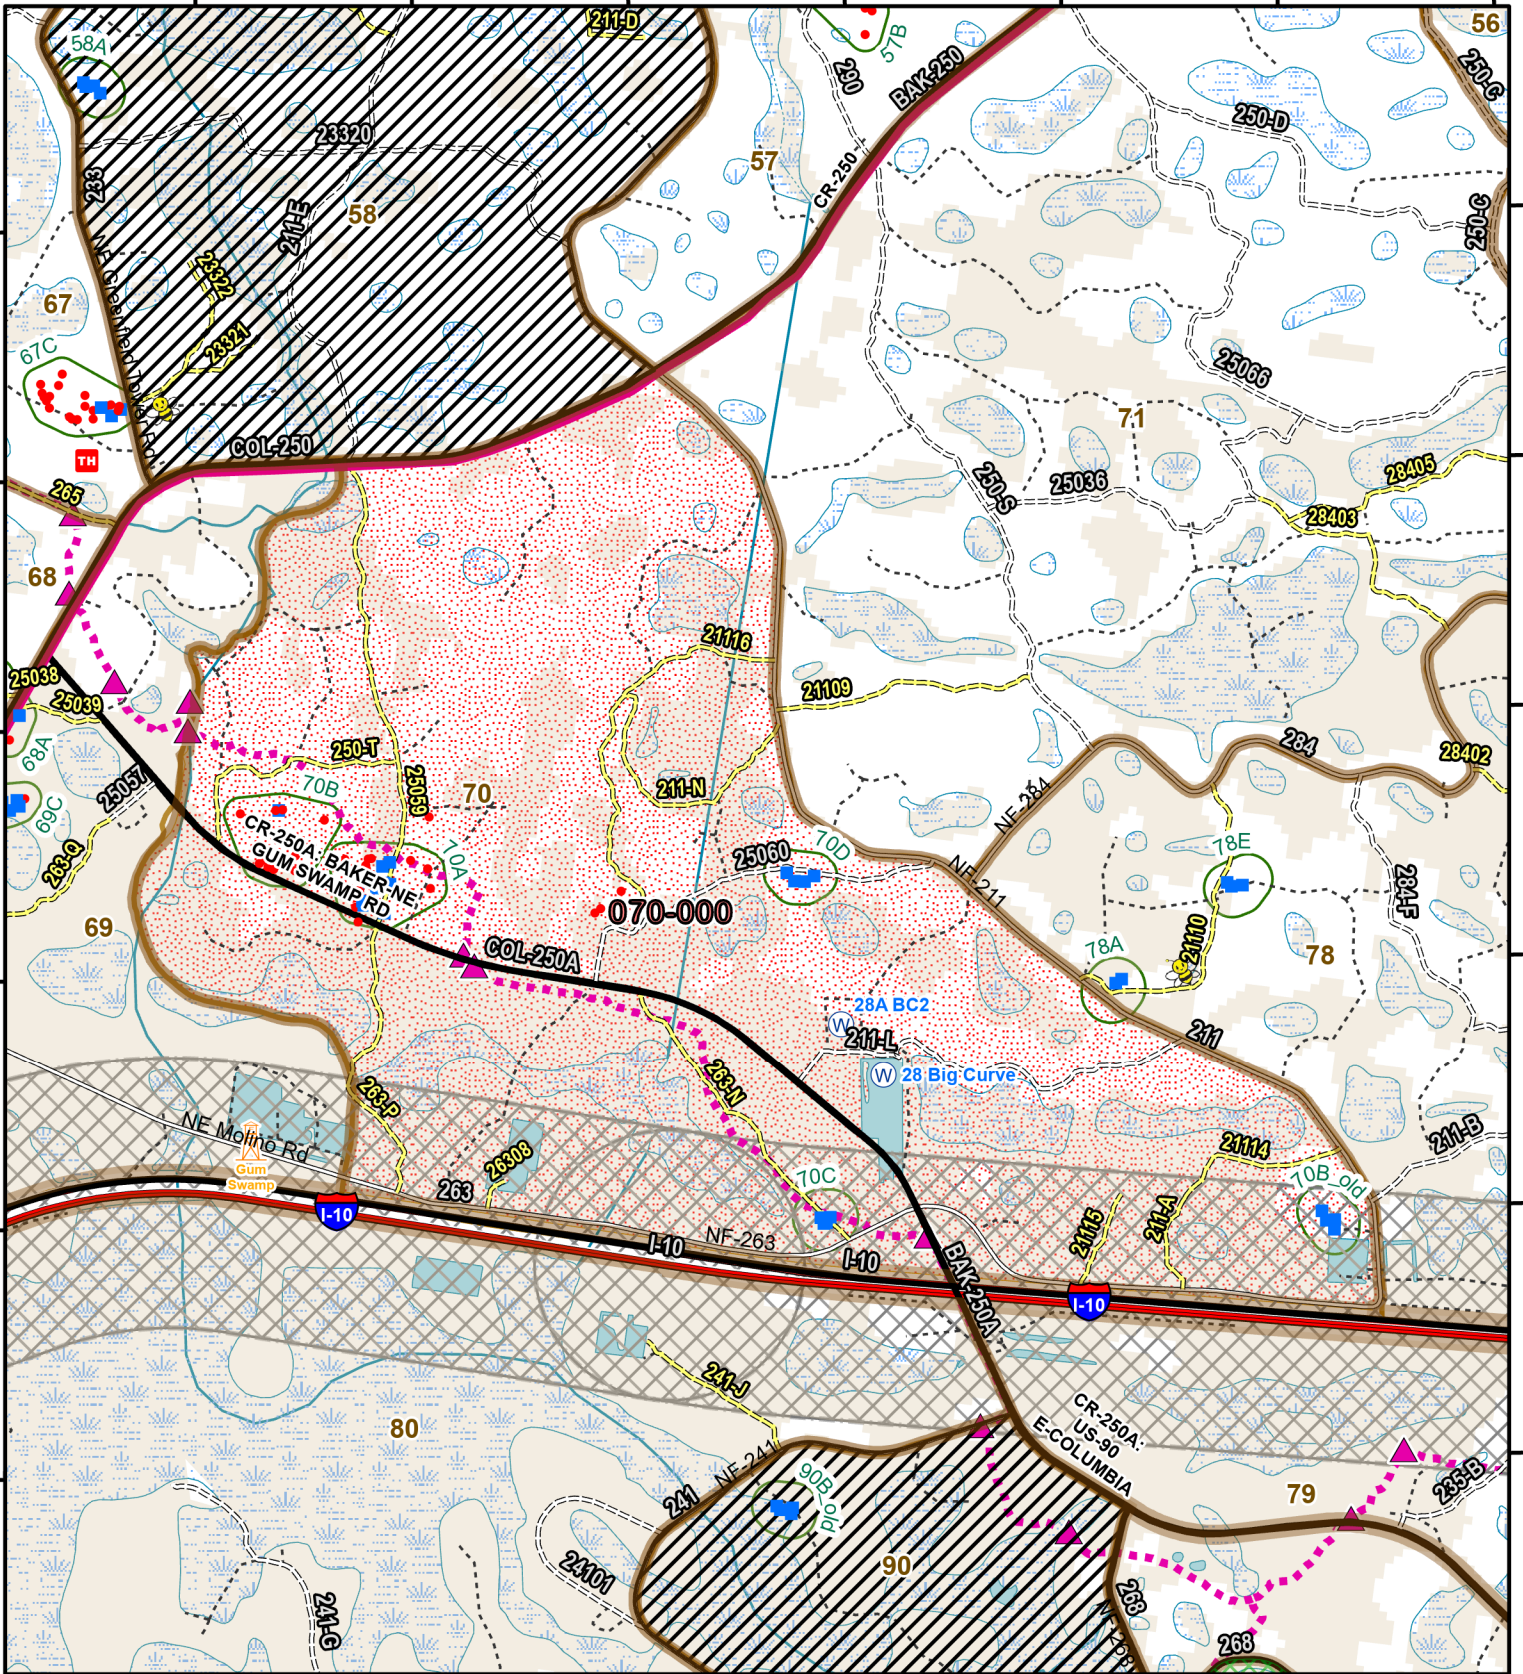 211-D
56
58A
57B
290
BAK-250
250-C
250-D
23320
57
CR-250
233
58
211-E
250-C
23322
NF Greenfield Tower Rd
67
23321
67C
25066
71
COL-250
TH
265
250-S
25036
28405
28403
68
21116
25038
25039
21109
250-T
284
28402
68A
25057
70B
25059
70
211-N
NF-284
69C
CR-250A: BAKER-NE
GUM SWAMP RD
70A
70D
25060
78E
263-Q
NF-211
284-F
070-000
69
COL-250A
78A
21110
78
28A BC2
211-L
211
28 Big Curve
263-P
263-N
NE Molino Rd
Gum
Swamp
26308
21114
211-B
70C
70B_old
263
I-10
NF-263
I-10
I-10
21115
211-A
BAK-250A
I-10
241-J
CR-250A:
US-90
E-COLUMBIA
80
NF-241
90B_old
241
79
235-B
24101
90
241-G
268
NF-268
268